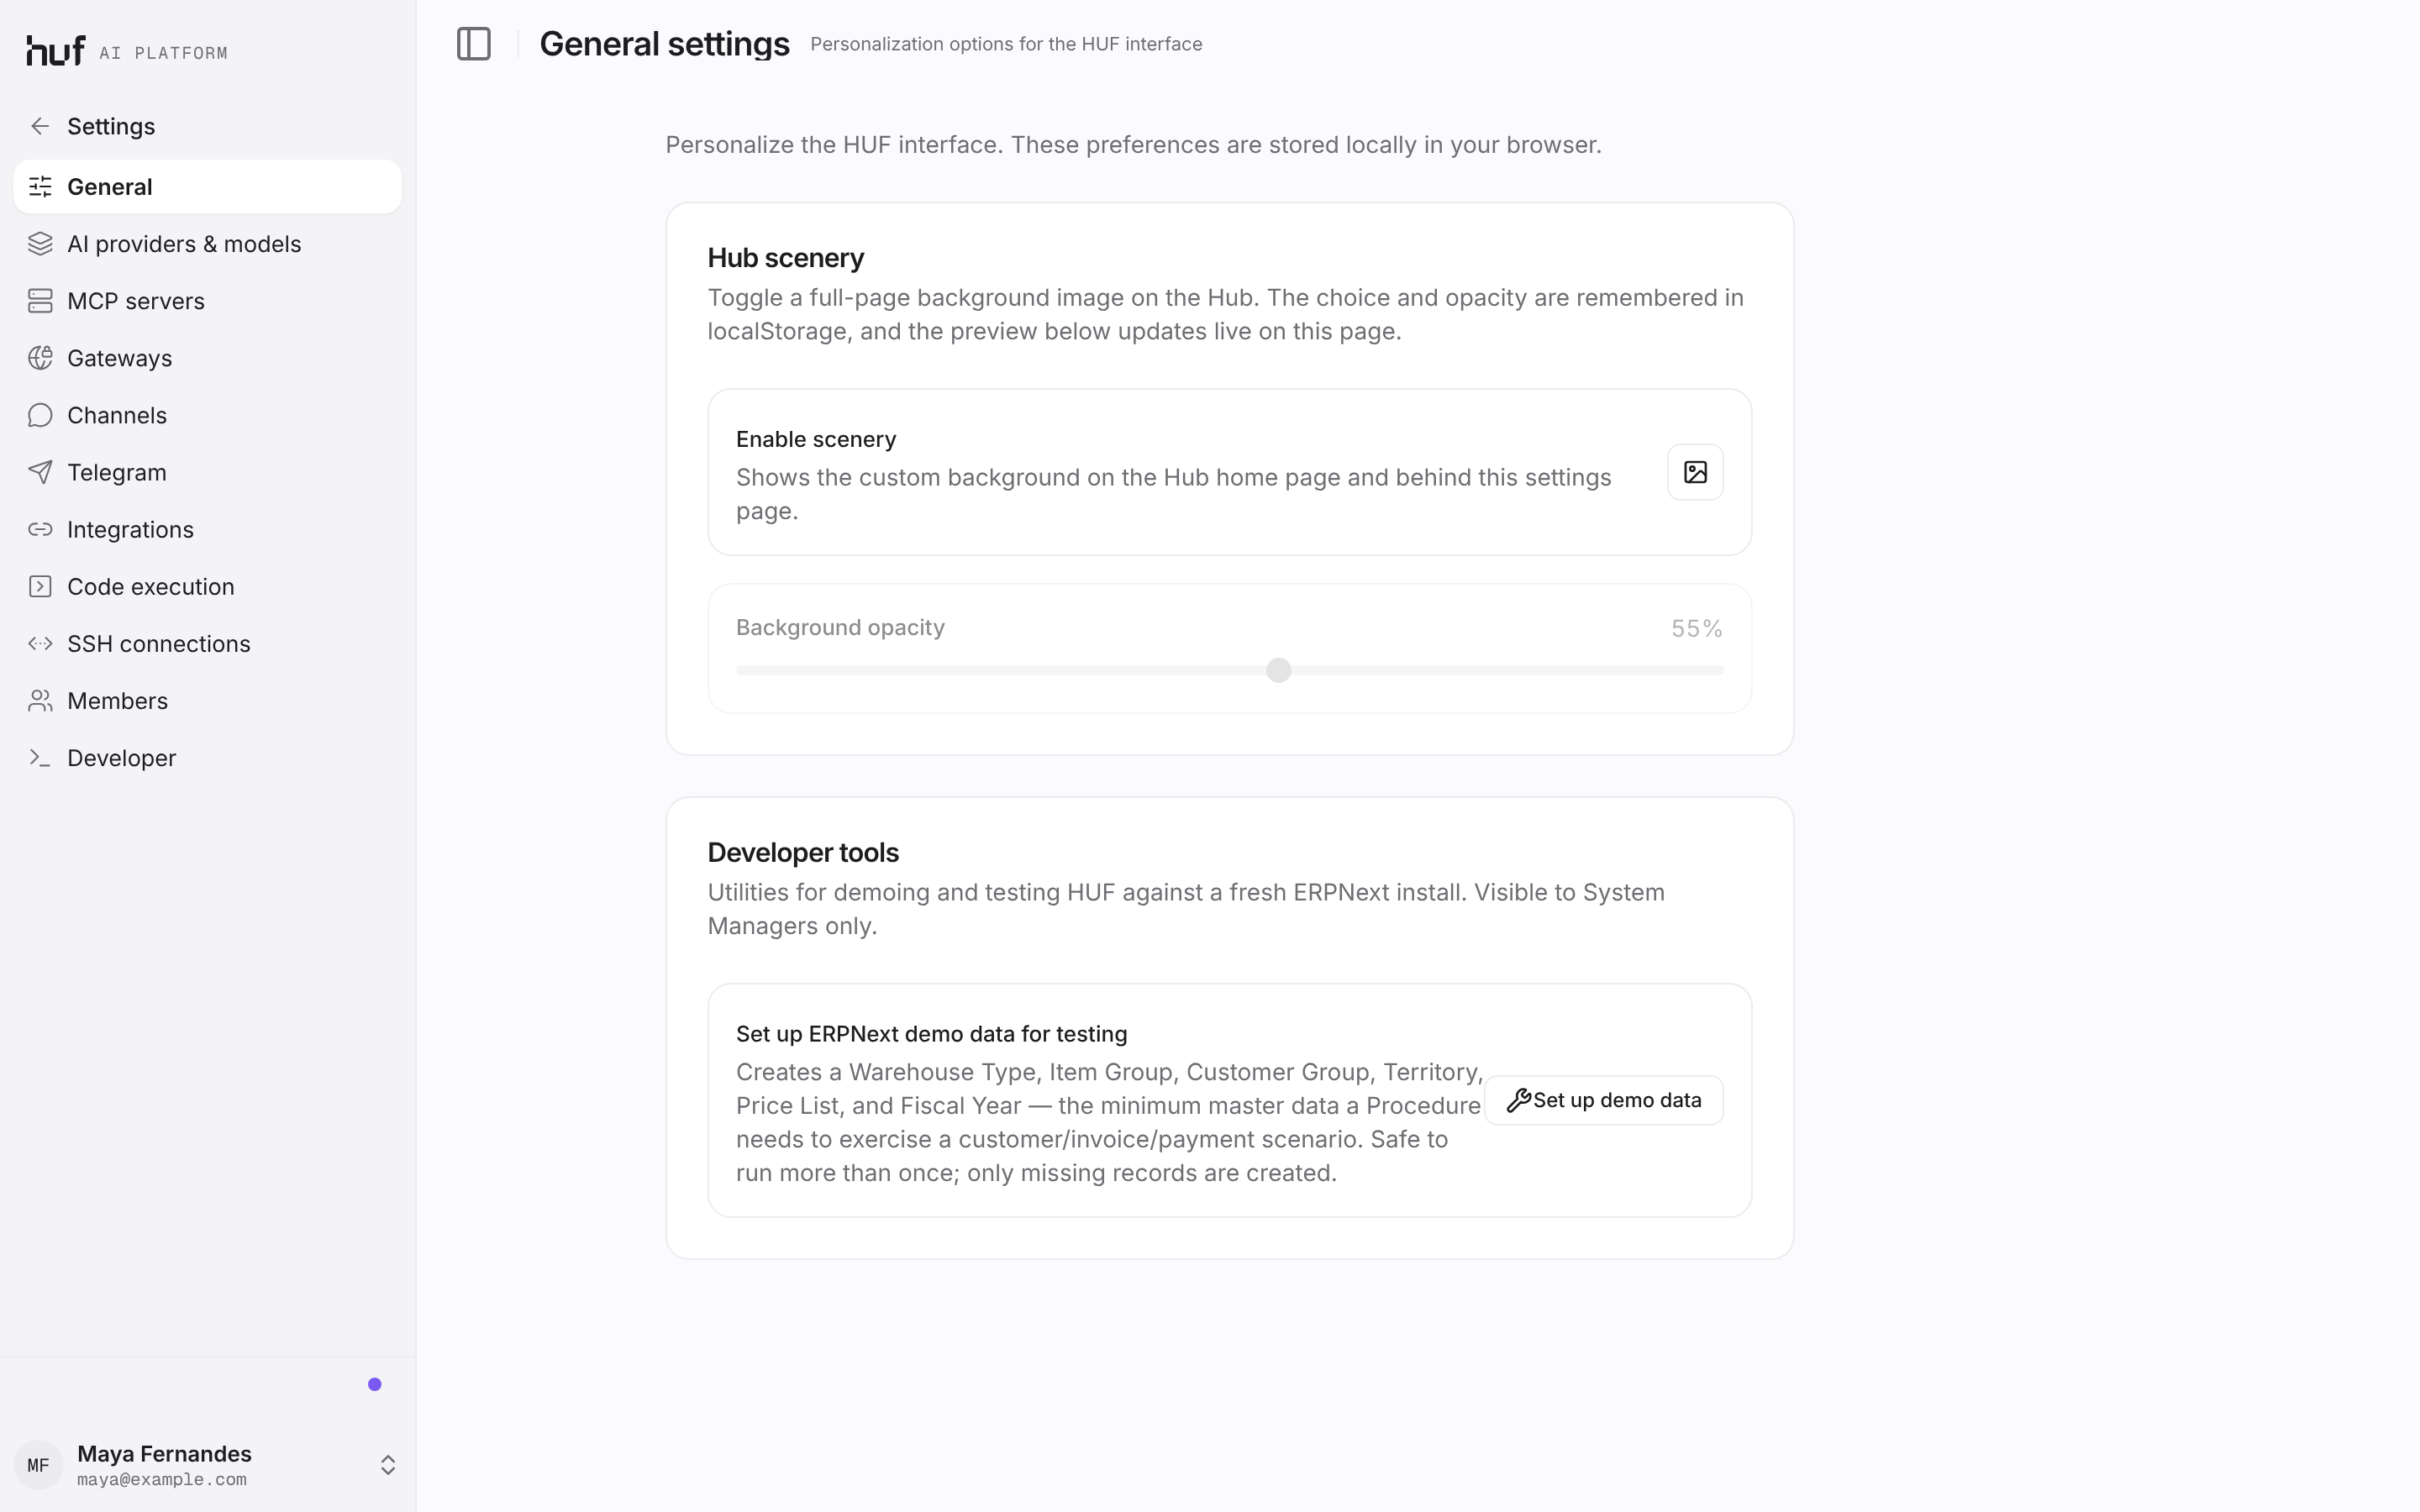 huf AI PLATFORM
Settings
General
AI providers & models
MCP servers
Gateways
Channels
Telegram
Integrations
Code execution
SSH connections
Members
Developer
MF
Maya Fernandes
maya@example.com
General settings Personalization options for the HUF interface
Personalize the HUF interface. These preferences are stored locally in your browser.
Hub scenery
Toggle a full-page background image on the Hub. The choice and opacity are remembered in
localStorage, and the preview below updates live on this page.
Enable scenery
Shows the custom background on the Hub home page and behind this settings
page.
Background opacity 55%
Developer tools
Utilities for demoing and testing HUF against a fresh ERPNext install. Visible to System
Managers only.
Set up ERPNext demo data for testing
Creates a Warehouse Type, Item Group, Customer Group, Territory,
Price List, and Fiscal Year — the minimum master data a Procedure
needs to exercise a customer/invoice/payment scenario. Safe to
run more than once; only missing records are created.
Set up demo data